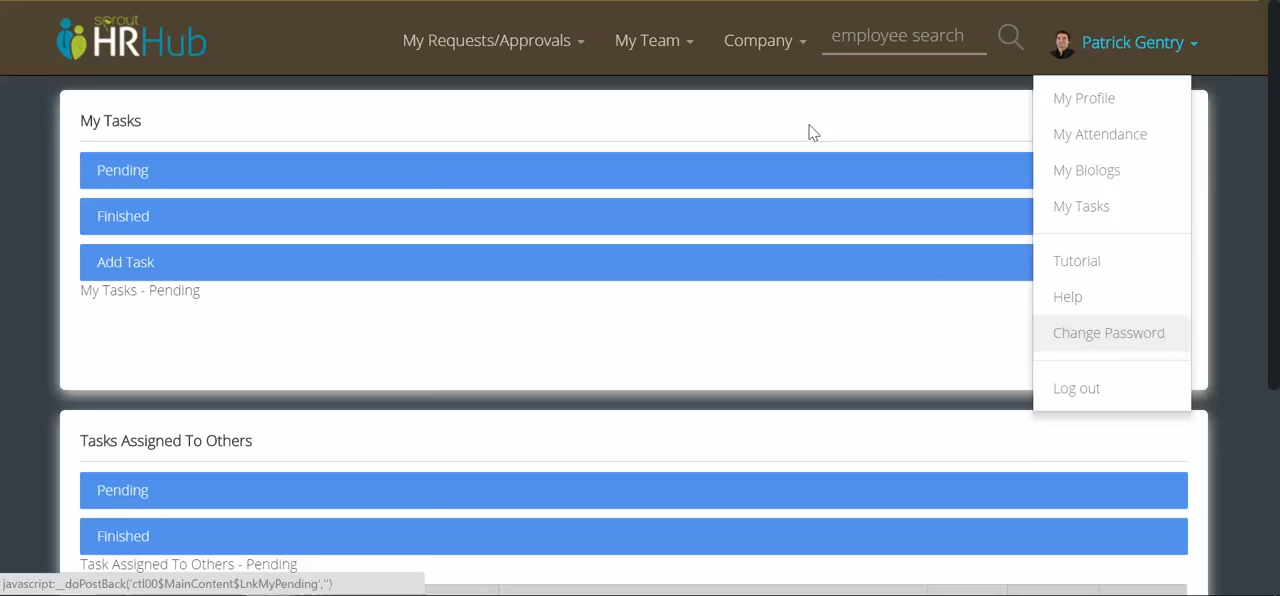 sprout
HRHub
My Requests/Approvals
My Team
Company
employee search
Patrick Gentry
My Profile
My Attendance
My Biologs
My Tasks
Tutorial
Help
Change Password
Log out
My Tasks
Pending
Finished
Add Task
My Tasks - Pending
Tasks Assigned To Others
Pending
Finished
Task Assigned To Others - Pending
javascript:__doPostBack('ctl00$MainContent$LnkMyPending','')